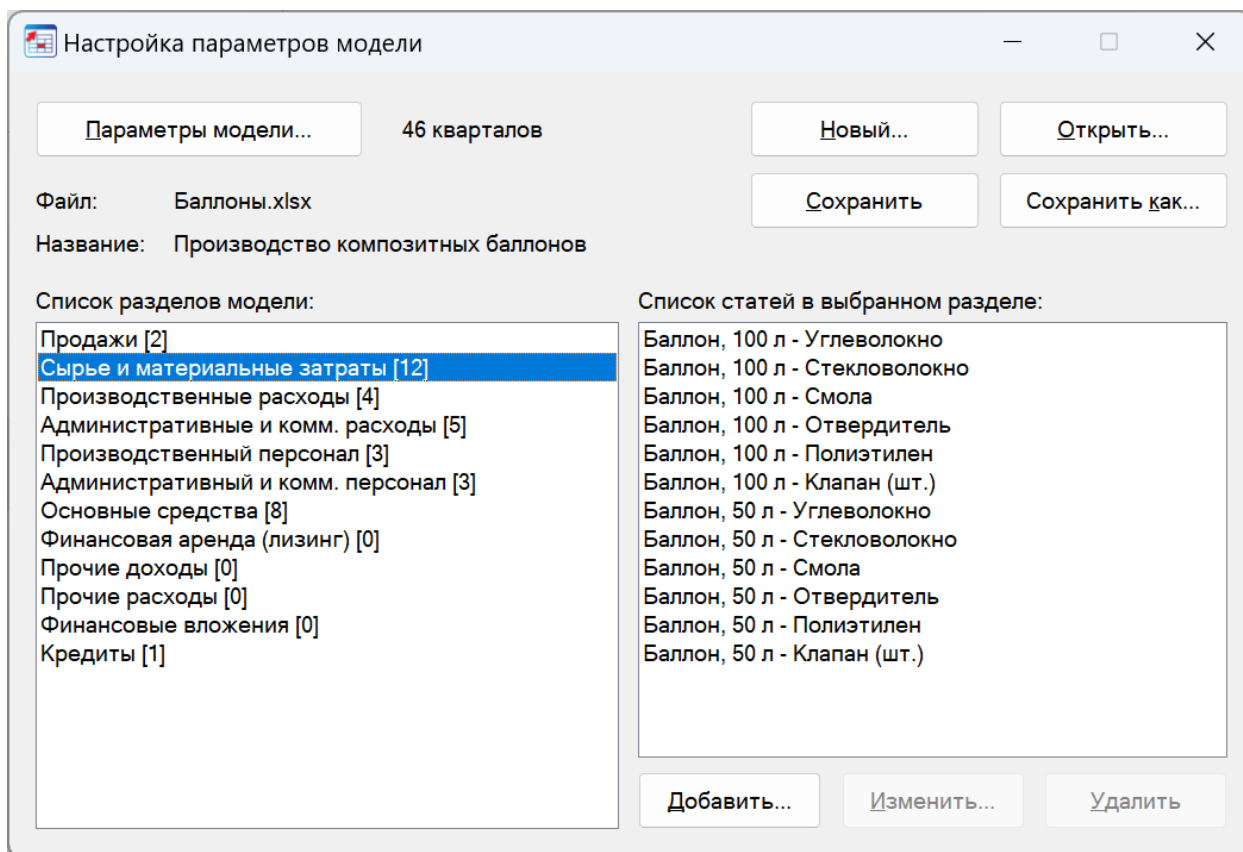 Настройка параметров модели
Параметры модели... 46 кварталов Новый... Открыть...
Файл: Баллоны.xlsx Сохранить Сохранить как...
Название: Производство композитных баллонов
Список разделов модели:
Продажи [2]
Сырье и материальные затраты [12]
Производственные расходы [4]
Административные и комм. расходы [5]
Производственный персонал [3]
Административный и комм. персонал [3]
Основные средства [8]
Финансовая аренда (лизинг) [0]
Прочие доходы [0]
Прочие расходы [0]
Финансовые вложения [0]
Кредиты [1]
Список статей в выбранном разделе:
Баллон, 100 л - Углеволокно
Баллон, 100 л - Стекловолокно
Баллон, 100 л - Смола
Баллон, 100 л - Отвердитель
Баллон, 100 л - Полиэтилен
Баллон, 100 л - Клапан (шт.)
Баллон, 50 л - Углеволокно
Баллон, 50 л - Стекловолокно
Баллон, 50 л - Смола
Баллон, 50 л - Отвердитель
Баллон, 50 л - Полиэтилен
Баллон, 50 л - Клапан (шт.)
Добавить... Изменить... Удалить